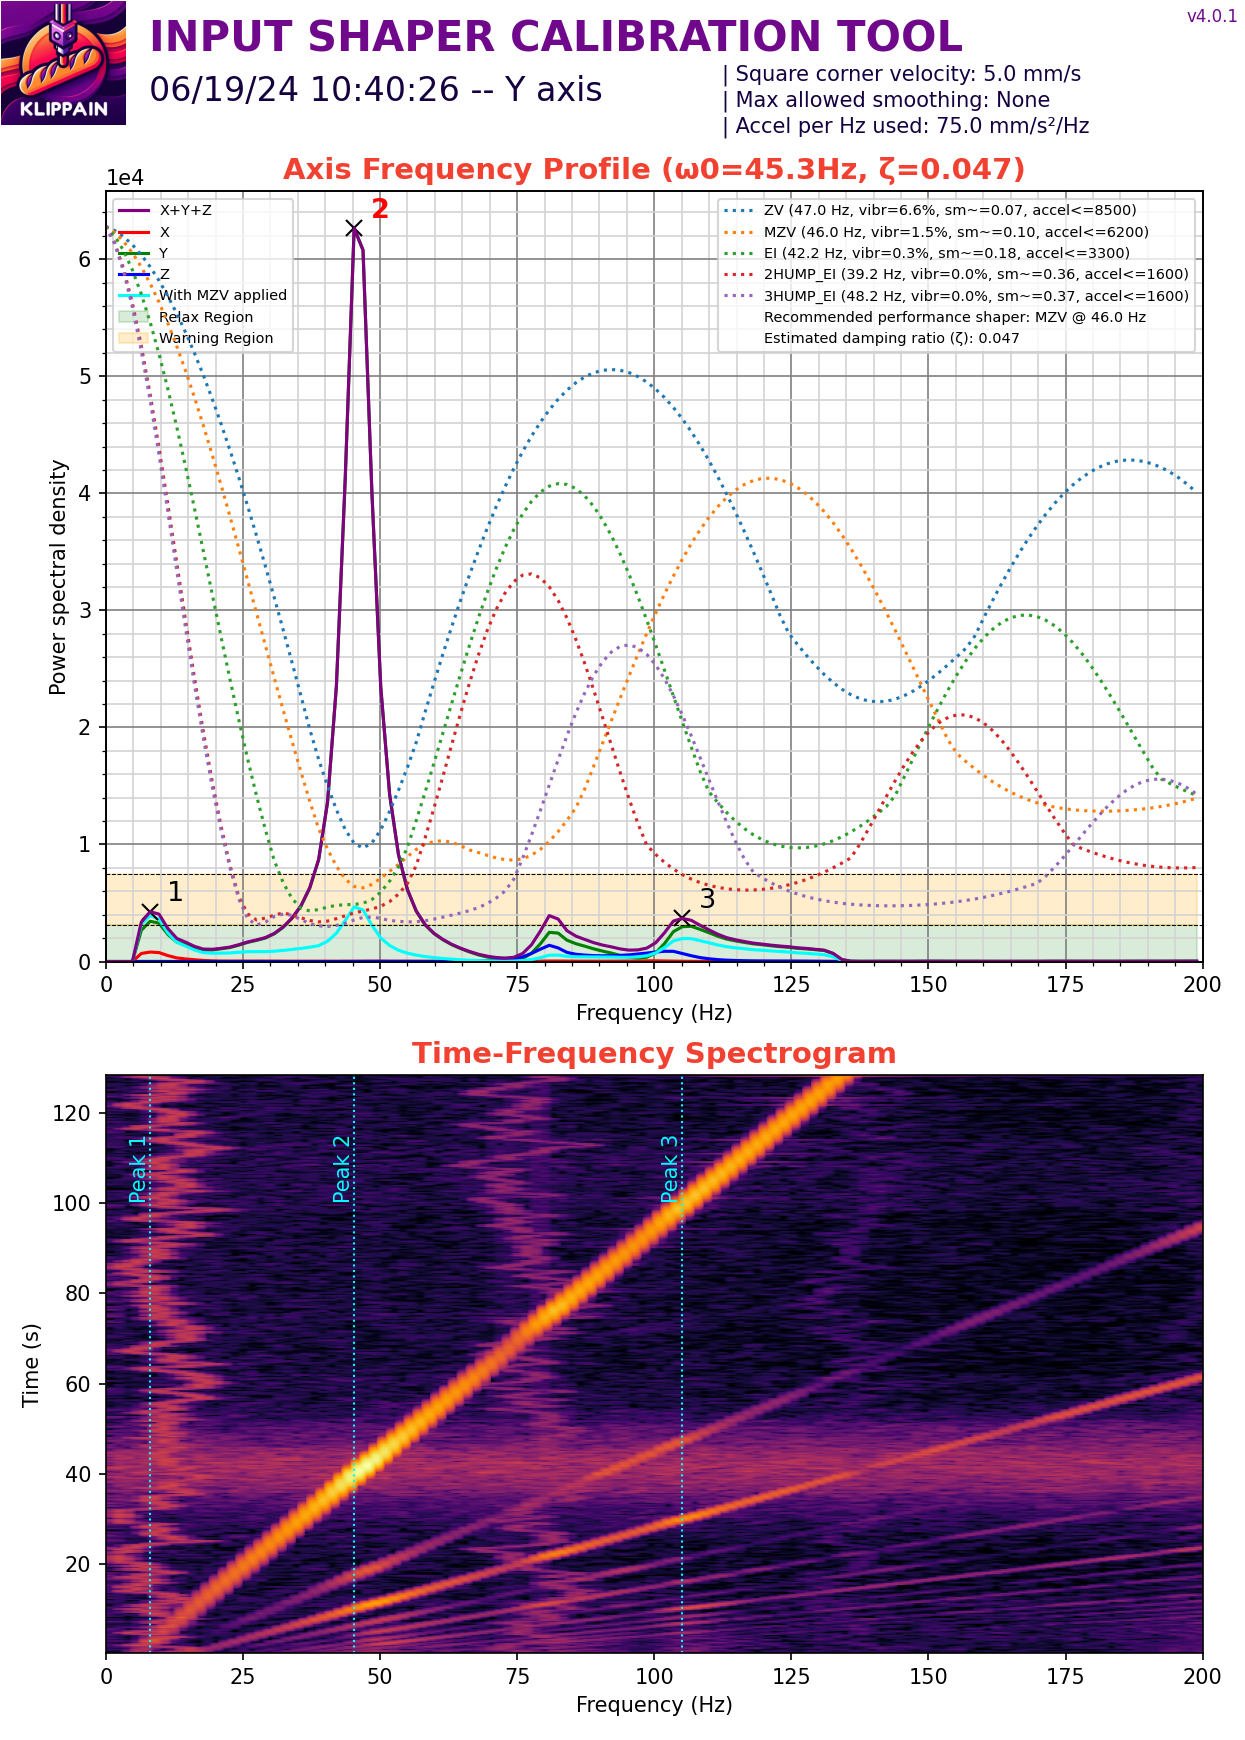 KLIPPAIN
INPUT SHAPER CALIBRATION TOOL
v4.0.1
06/19/24 10:40:26 -- Y axis
| Square corner velocity: 5.0 mm/s
| Max allowed smoothing: None
| Accel per Hz used: 75.0 mm/s²/Hz
Axis Frequency Profile (ω0=45.3Hz, ζ=0.047)
1e4
X+Y+Z
X
Y
Z
With MZV applied
Relax Region
Warning Region
ZV (47.0 Hz, vibr=6.6%, sm~=0.07, accel<=8500)
MZV (46.0 Hz, vibr=1.5%, sm~=0.10, accel<=6200)
EI (42.2 Hz, vibr=0.3%, sm~=0.18, accel<=3300)
2HUMP_EI (39.2 Hz, vibr=0.0%, sm~=0.36, accel<=1600)
3HUMP_EI (48.2 Hz, vibr=0.0%, sm~=0.37, accel<=1600)
Recommended performance shaper: MZV @ 46.0 Hz
Estimated damping ratio (ζ): 0.047
1
2
3
Power spectral density
6
5
4
3
2
1
0
0 25 50 75 100 125 150 175 200
Frequency (Hz)
Time-Frequency Spectrogram
Peak 1
Peak 2
Peak 3
Time (s)
120
100
80
60
40
20
0 25 50 75 100 125 150 175 200
Frequency (Hz)